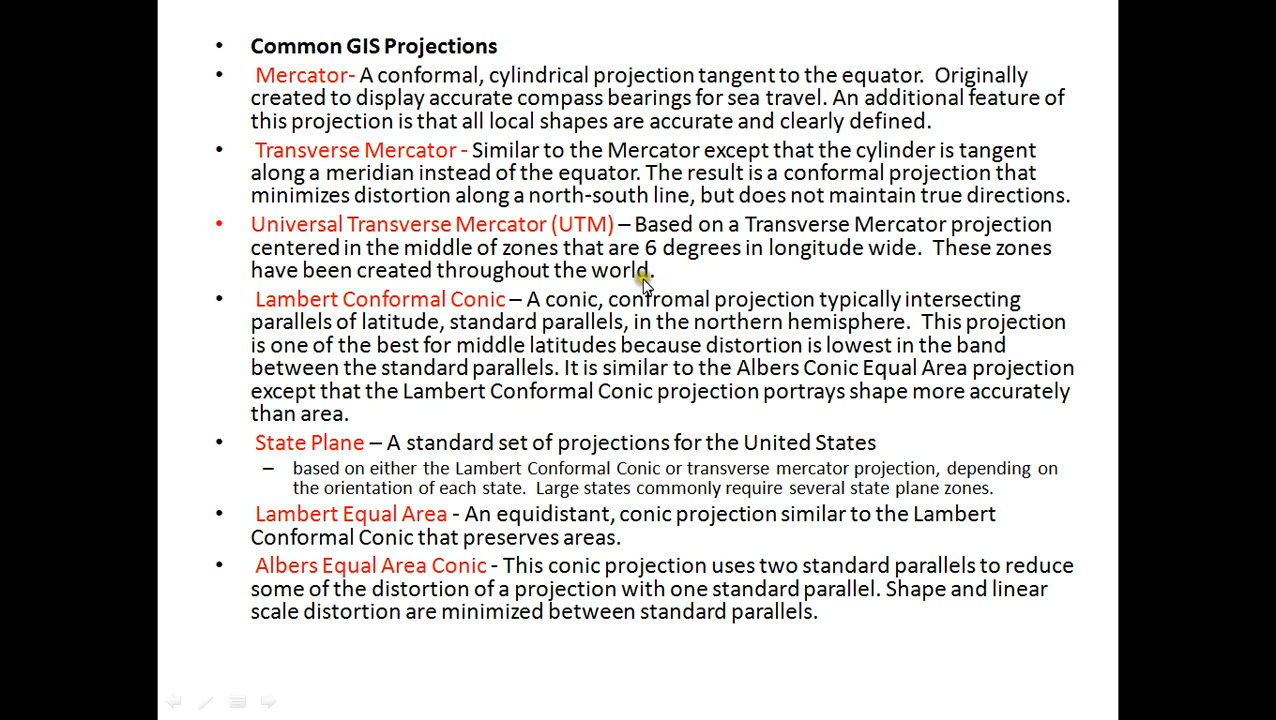 • Common GIS Projections
• Mercator- A conformal, cylindrical projection tangent to the equator.  Originally
created to display accurate compass bearings for sea travel. An additional feature of
this projection is that all local shapes are accurate and clearly defined.
• Transverse Mercator - Similar to the Mercator except that the cylinder is tangent
along a meridian instead of the equator. The result is a conformal projection that
minimizes distortion along a north-south line, but does not maintain true directions.
• Universal Transverse Mercator (UTM) – Based on a Transverse Mercator projection
centered in the middle of zones that are 6 degrees in longitude wide.  These zones
have been created throughout the world.
• Lambert Conformal Conic – A conic, confromal projection typically intersecting
parallels of latitude, standard parallels, in the northern hemisphere.  This projection
is one of the best for middle latitudes because distortion is lowest in the band
between the standard parallels. It is similar to the Albers Conic Equal Area projection
except that the Lambert Conformal Conic projection portrays shape more accurately
than area.
• State Plane – A standard set of projections for the United States
– based on either the Lambert Conformal Conic or transverse mercator projection, depending on
the orientation of each state.  Large states commonly require several state plane zones.
• Lambert Equal Area - An equidistant, conic projection similar to the Lambert
Conformal Conic that preserves areas.
• Albers Equal Area Conic - This conic projection uses two standard parallels to reduce
some of the distortion of a projection with one standard parallel. Shape and linear
scale distortion are minimized between standard parallels.